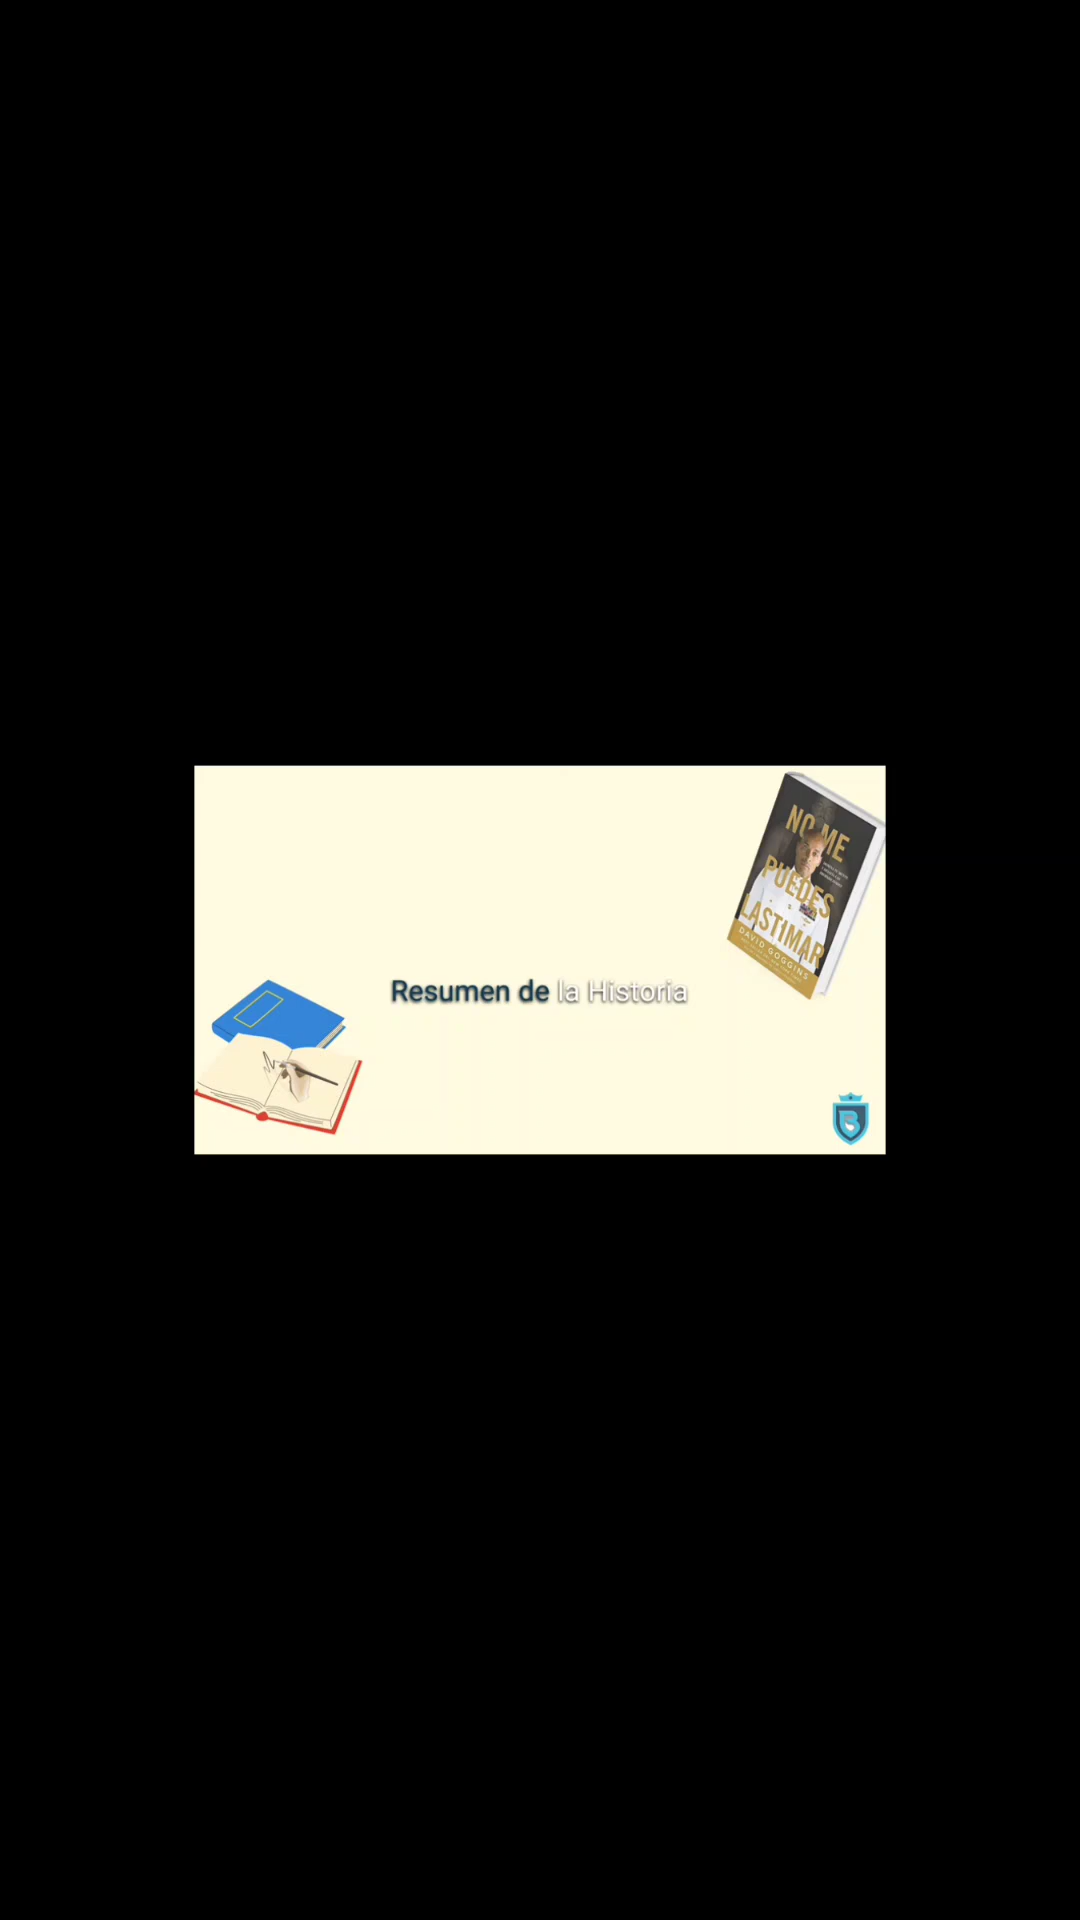 NO ME
PUEDES
LASTIMAR
DAVID GOGGINS
Resumen de la Historia
B